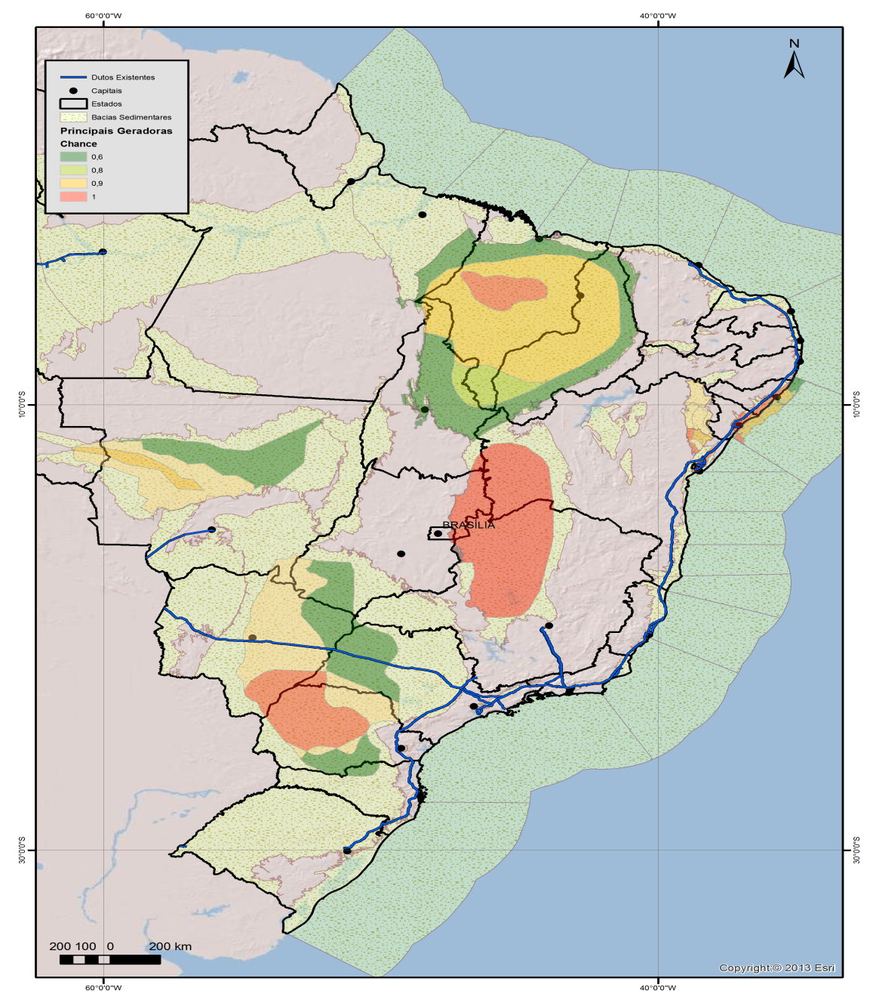 60°0'0"W
40°0'0"W
N
Dutos Existentes
Capitais
Estados
Bacias Sedimentares
Principais Geradoras
Chance
0,6
0,8
0,9
1
10°0'0"S
10°0'0"S
BRASÍLIA
30°0'0"S
30°0'0"S
200 100 0 200 km
Copyright:© 2013 Esri
60°0'0"W
40°0'0"W